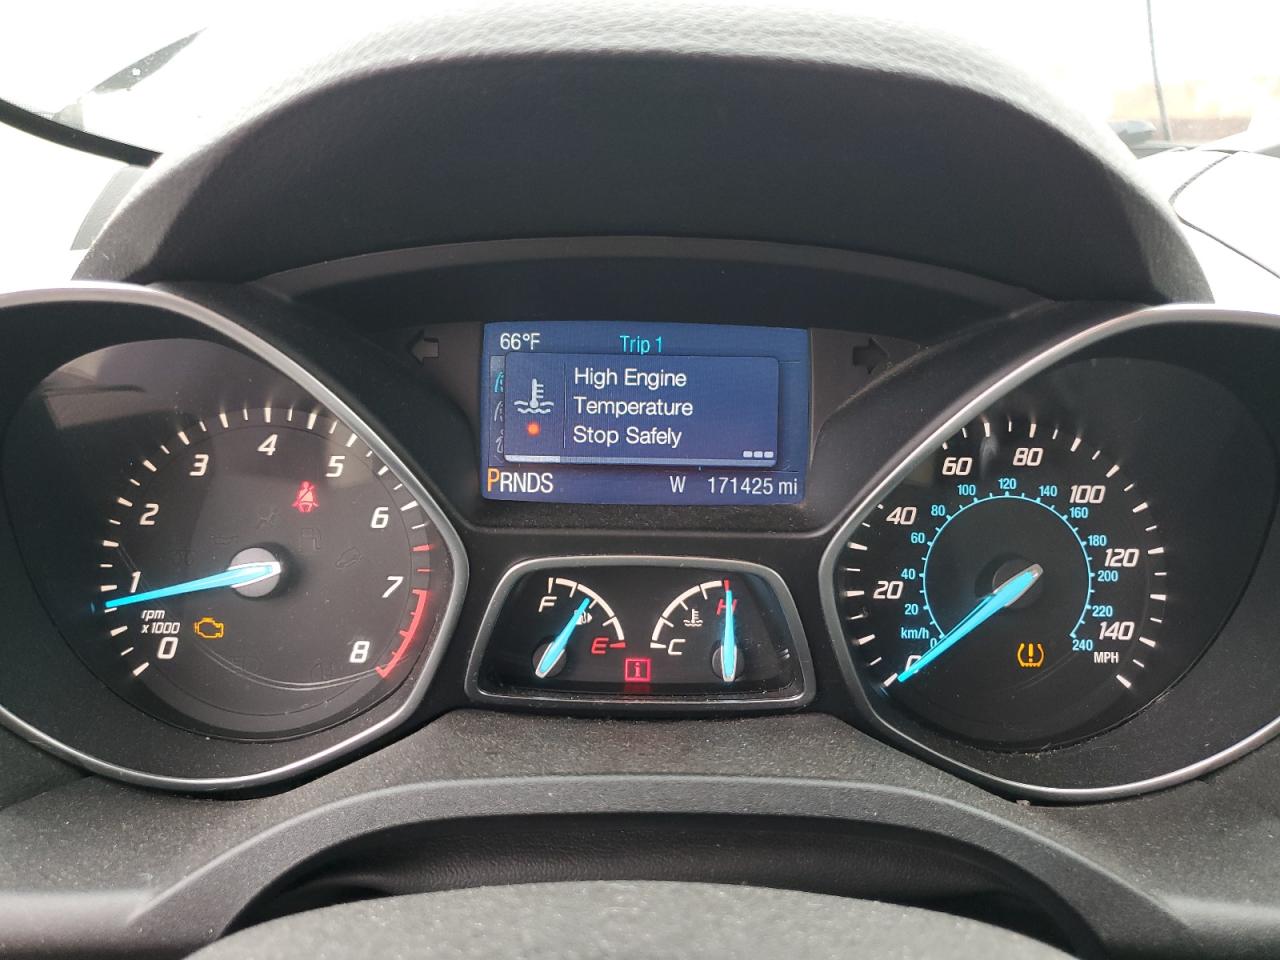 66°F Trip 1
High Engine
Temperature
Stop Safely
PRNDS W 171425 mi
0 1 2 3 4 5 6 7 8
rpm
x1000
F E
C H
i
0 20 40 60 80 100 120 140
MPH
0 20 40 60 80 100 120 140 160 180 200 220 240
km/h